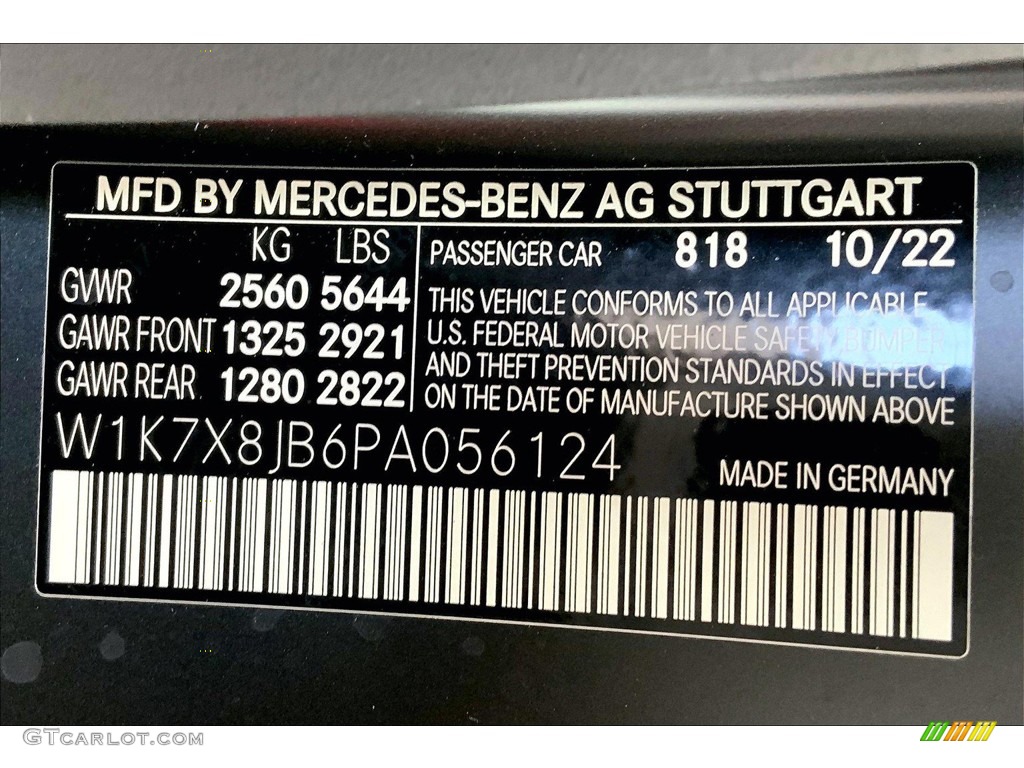 MFD BY MERCEDES-BENZ AG STUTTGART
KG LBS
GVWR 2560 5644
GAWR FRONT 1325 2921
GAWR REAR 1280 2822
PASSENGER CAR 818 10/22
THIS VEHICLE CONFORMS TO ALL APPLICABLE
U.S. FEDERAL MOTOR VEHICLE SAFETY, BUMPER
AND THEFT PREVENTION STANDARDS IN EFFECT
ON THE DATE OF MANUFACTURE SHOWN ABOVE
W1K7X8JB6PA056124
MADE IN GERMANY
GTCARLOT.COM